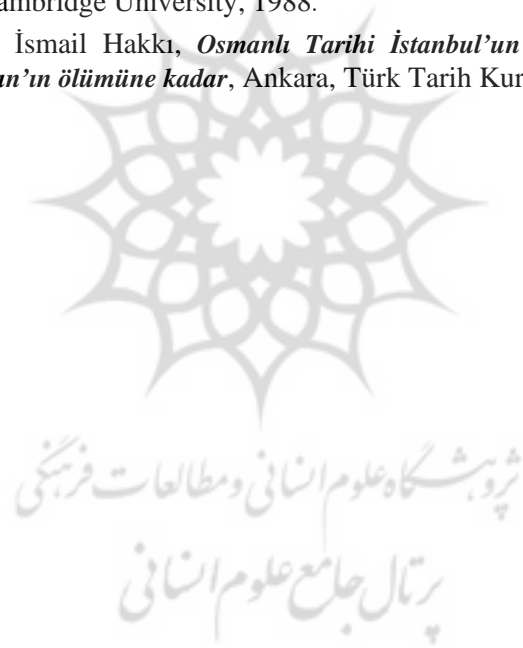 ambridge University, 1988.
İsmail Hakkı, Osmanlı Tarihi İstanbul'un
an'ın ölümüne kadar, Ankara, Türk Tarih Kur
پژوهشگاه علوم انسانی و مطالعات فرهنگی
پرتال جامع علوم انسانی